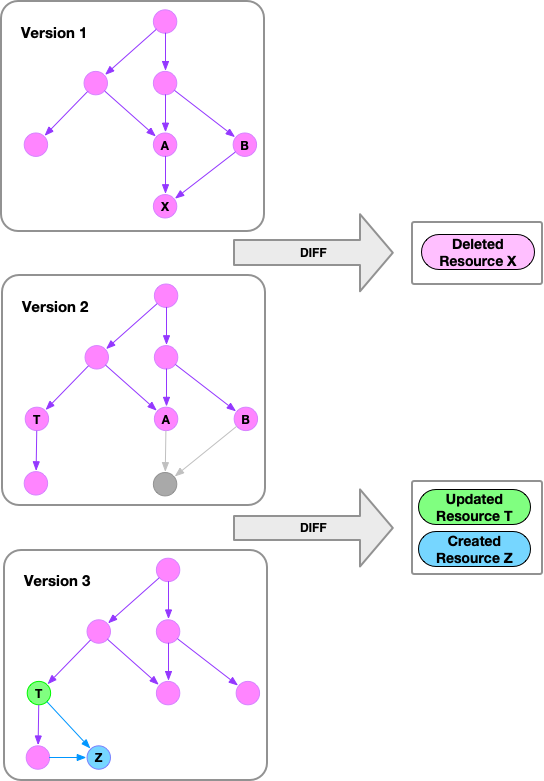 Version 1
A
B
X
DIFF
Deleted
Resource X
Version 2
T
A
B
DIFF
Updated
Resource T
Created
Resource Z
Version 3
T
Z